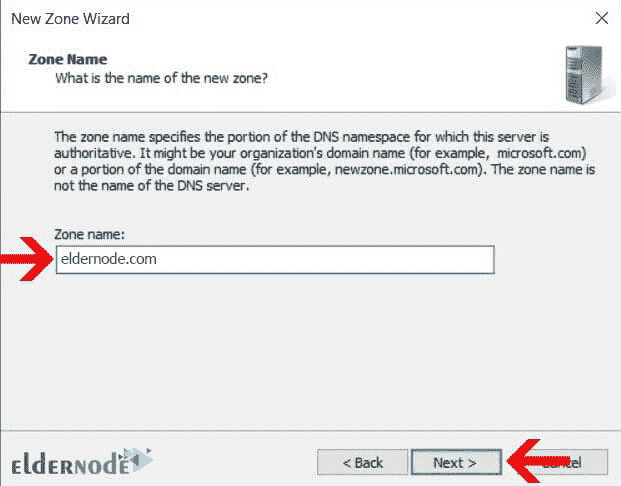 New Zone Wizard
Zone Name
What is the name of the new zone?
The zone name specifies the portion of the DNS namespace for which this server is
authoritative. It might be your organization's domain name (for example, microsoft.com)
or a portion of the domain name (for example, newzone.microsoft.com). The zone name is
not the name of the DNS server.
Zone name:
eldernode.com
eldernode
< Back Next > Cancel